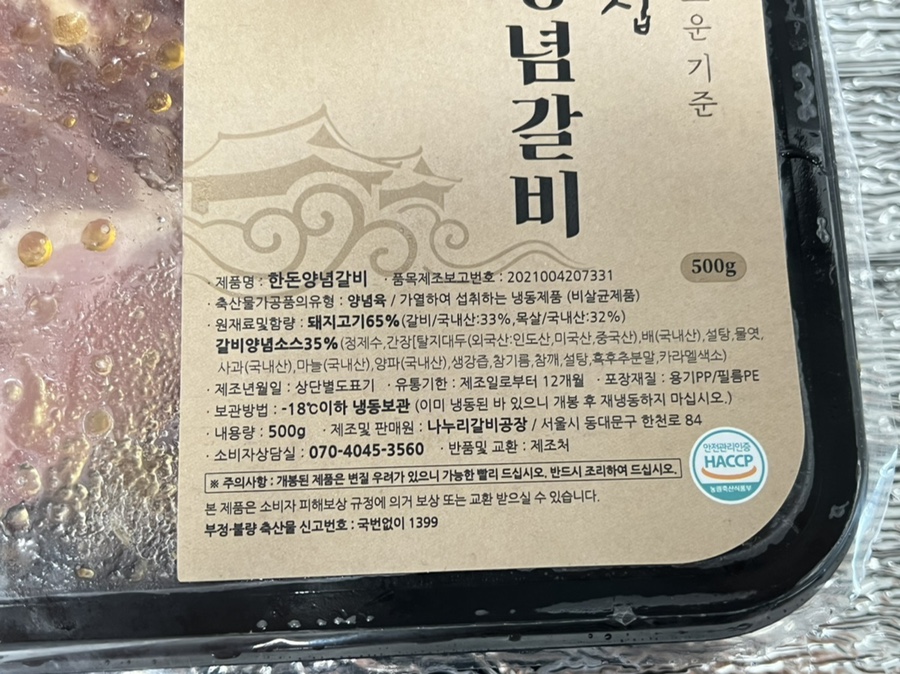 념갈비
운기준
500g
· 제품명 : 한돈양념갈비 · 품목제조보고번호 : 2021004207331
· 축산물가공품의유형 : 양념육 / 가열하여 섭취하는 냉동제품 (비살균제품)
· 원재료및함량 : 돼지고기65%(갈비/국내산:33%,목살/국내산:32%)
갈비양념소스35%(정제수,간장[탈지대두(외국산:인도산,미국산,중국산),배(국내산),설탕,물엿,
사과(국내산),마늘(국내산),양파(국내산),생강즙,참기름,참깨,설탕,흑후추분말,카라멜색소)
· 제조년월일 : 상단별도표기 · 유통기한 : 제조일로부터 12개월 · 포장재질 : 용기PP/필름PE
· 보관방법 : -18℃이하 냉동보관 (이미 냉동된 바 있으니 개봉 후 재냉동하지 마십시오.)
· 내용량 : 500g · 제조및 판매원 : 나누리갈비공장 / 서울시 동대문구 한천로 84
· 소비자상담실 : 070-4045-3560 · 반품및 교환 : 제조처
※ 주의사항 : 개봉된 제품은 변질 우려가 있으니 가능한 빨리 드십시오. 반드시 조리하여 드십시오.
본 제품은 소비자 피해보상 규정에 의거 보상 또는 교환 받으실 수 있습니다.
부정·불량 축산물 신고번호 : 국번없이 1399
안전관리인증
HACCP
농림축산식품부